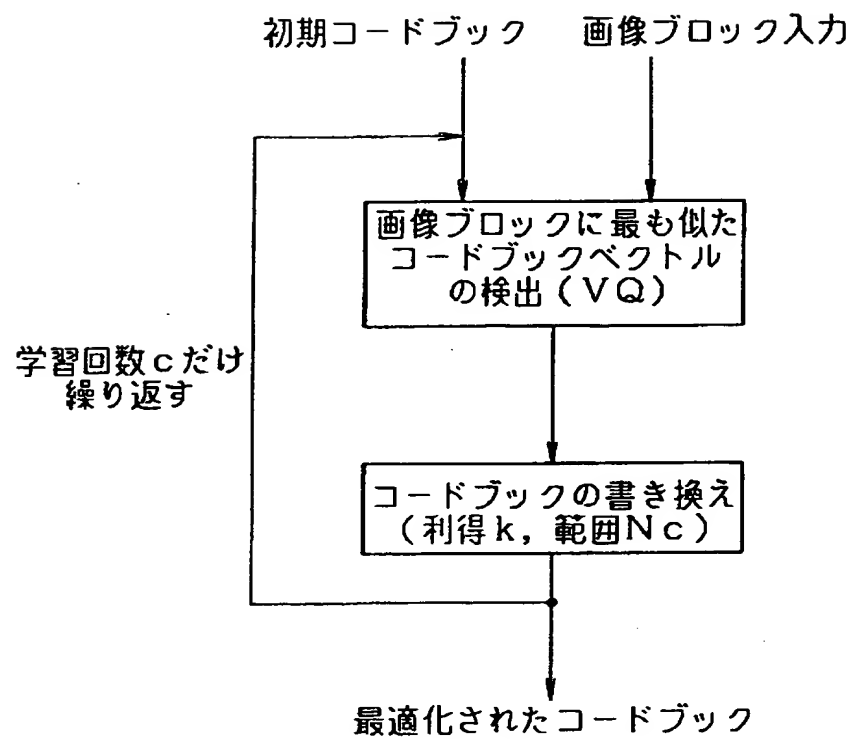 初期コードブック
画像ブロック入力
画像ブロックに最も似た
コードブックベクトル
の検出(VQ)
学習回数cだけ
繰り返す
コードブックの書き換え
(利得k，範囲Nc)
最適化されたコードブック